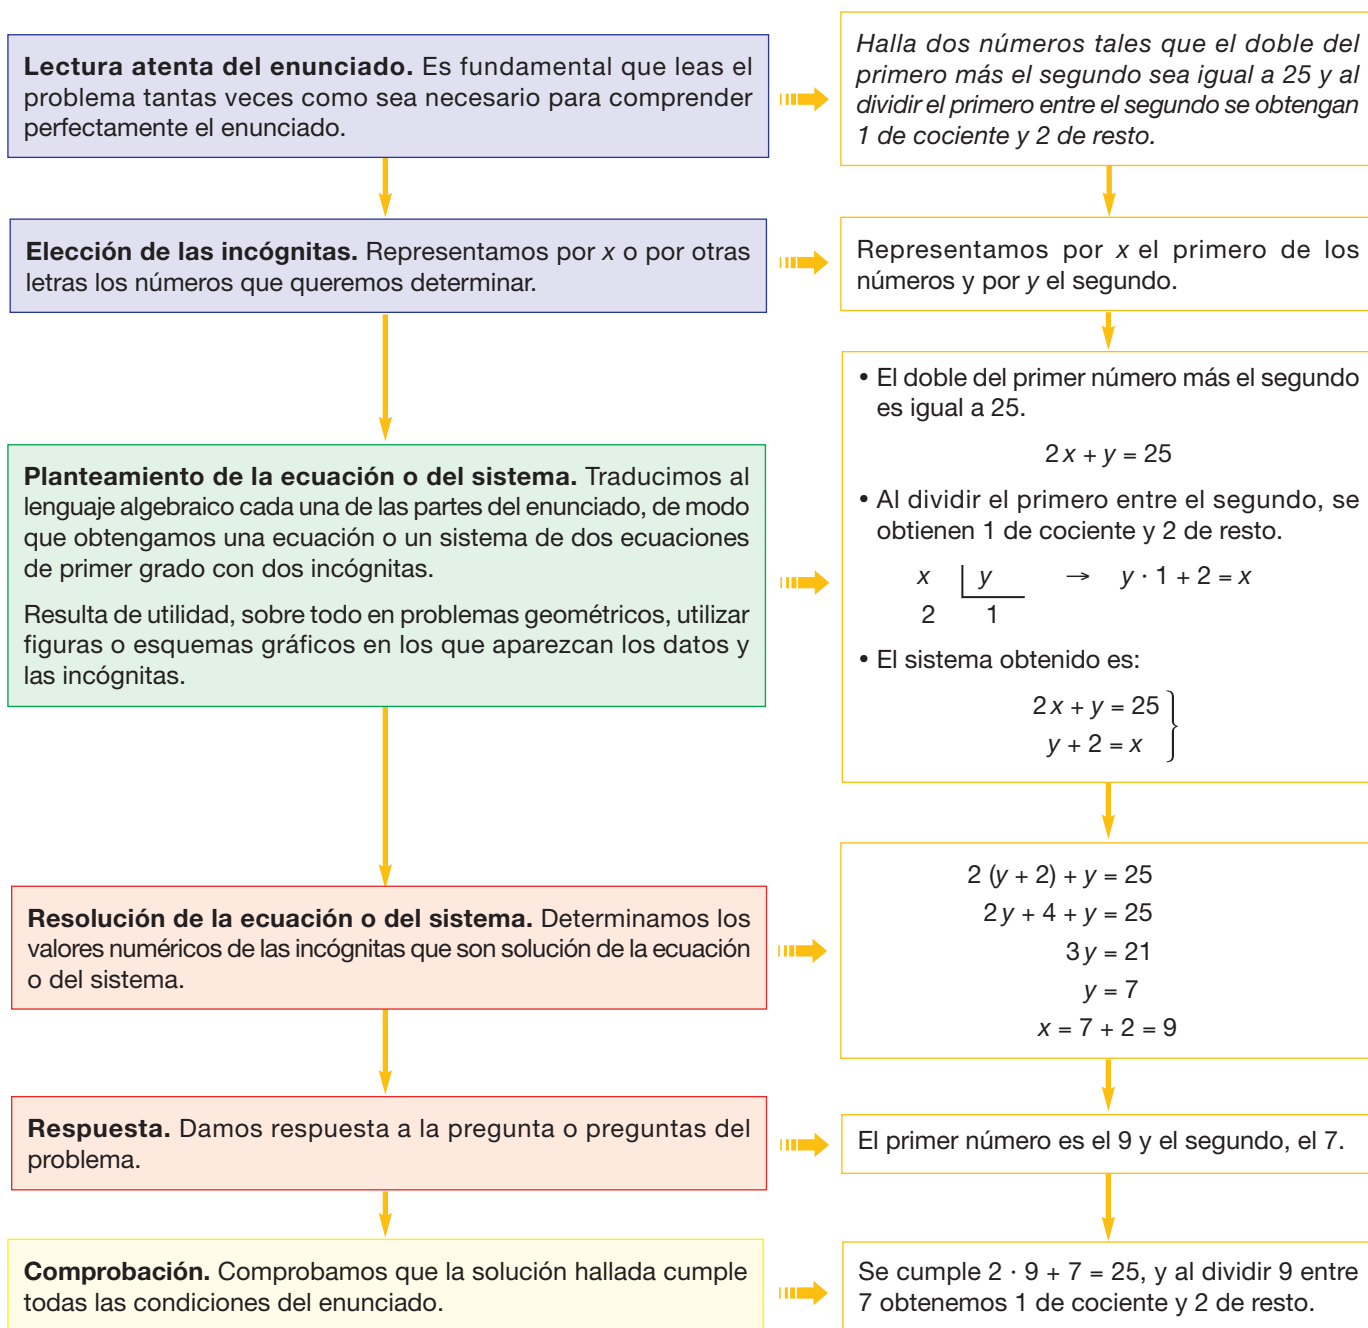 Lectura atenta del enunciado. Es fundamental que leas el
problema tantas veces como sea necesario para comprender
perfectamente el enunciado.
Halla dos números tales que el doble del
primero más el segundo sea igual a 25 y al
dividir el primero entre el segundo se obtengan
1 de cociente y 2 de resto.
Elección de las incógnitas. Representamos por x o por otras
letras los números que queremos determinar.
Representamos por x el primero de los
números y por y el segundo.
Planteamiento de la ecuación o del sistema. Traducimos al
lenguaje algebraico cada una de las partes del enunciado, de modo
que obtengamos una ecuación o un sistema de dos ecuaciones
de primer grado con dos incógnitas.
Resulta de utilidad, sobre todo en problemas geométricos, utilizar
figuras o esquemas gráficos en los que aparezcan los datos y
las incógnitas.
• El doble del primer número más el segundo
es igual a 25.
2x + y = 25
• Al dividir el primero entre el segundo, se
obtienen 1 de cociente y 2 de resto.
x y → y · 1 + 2 = x
2 1
• El sistema obtenido es:
2x + y = 25
y + 2 = x
Resolución de la ecuación o del sistema. Determinamos los
valores numéricos de las incógnitas que son solución de la ecuación
o del sistema.
2 (y + 2) + y = 25
2y + 4 + y = 25
3y = 21
y = 7
x = 7 + 2 = 9
Respuesta. Damos respuesta a la pregunta o preguntas del
problema.
El primer número es el 9 y el segundo, el 7.
Comprobación. Comprobamos que la solución hallada cumple
todas las condiciones del enunciado.
Se cumple 2 · 9 + 7 = 25, y al dividir 9 entre
7 obtenemos 1 de cociente y 2 de resto.